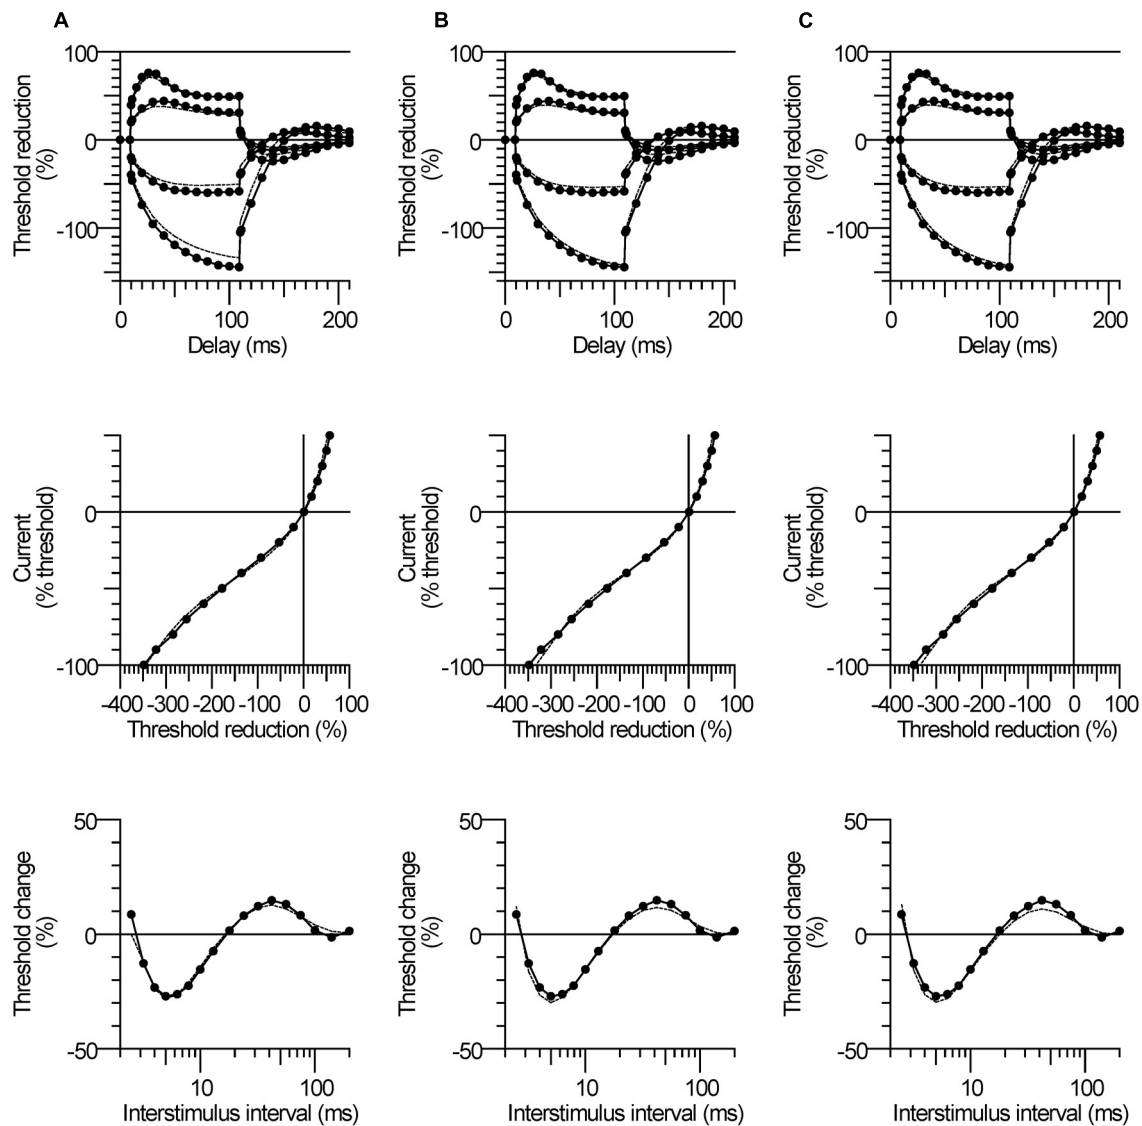 A B C
Threshold reduction
(%)
100
0
-100
0 100 200
Delay (ms)
Threshold reduction
(%)
100
0
-100
0 100 200
Delay (ms)
Threshold reduction
(%)
100
0
-100
0 100 200
Delay (ms)
Current
(% threshold)
0
-100
-400 -300 -200 -100 0 100
Threshold reduction (%)
Current
(% threshold)
0
-100
-400 -300 -200 -100 0 100
Threshold reduction (%)
Current
(% threshold)
0
-100
-400 -300 -200 -100 0 100
Threshold reduction (%)
Threshold change
(%)
50
0
-50
10 100
Interstimulus interval (ms)
Threshold change
(%)
50
0
-50
10 100
Interstimulus interval (ms)
Threshold change
(%)
50
0
-50
10 100
Interstimulus interval (ms)